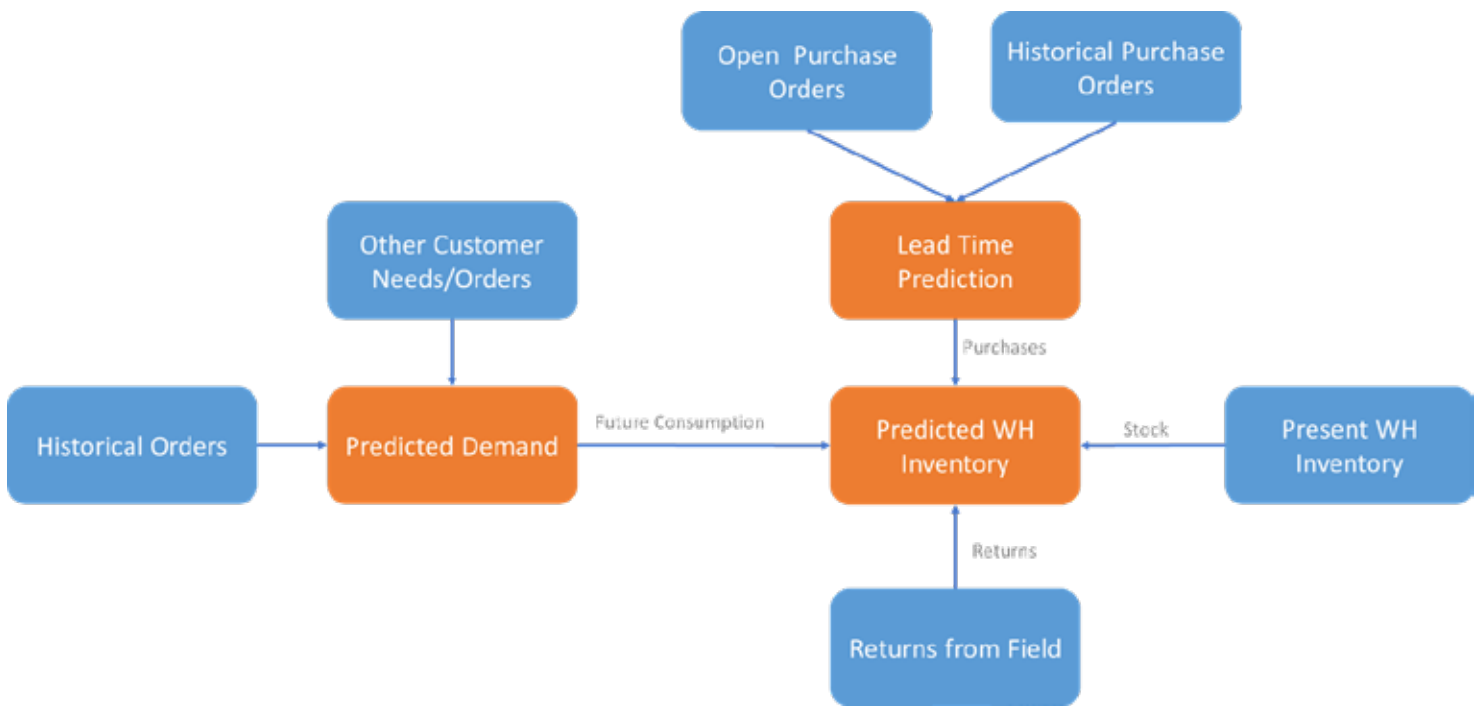 Open Purchase
Orders
Historical Purchase
Orders
Other Customer
Needs/Orders
Lead Time
Prediction
Purchases
Historical Orders
Predicted Demand
Future Consumption
Predicted WH
Inventory
Stock
Present WH
Inventory
Returns
Returns from Field